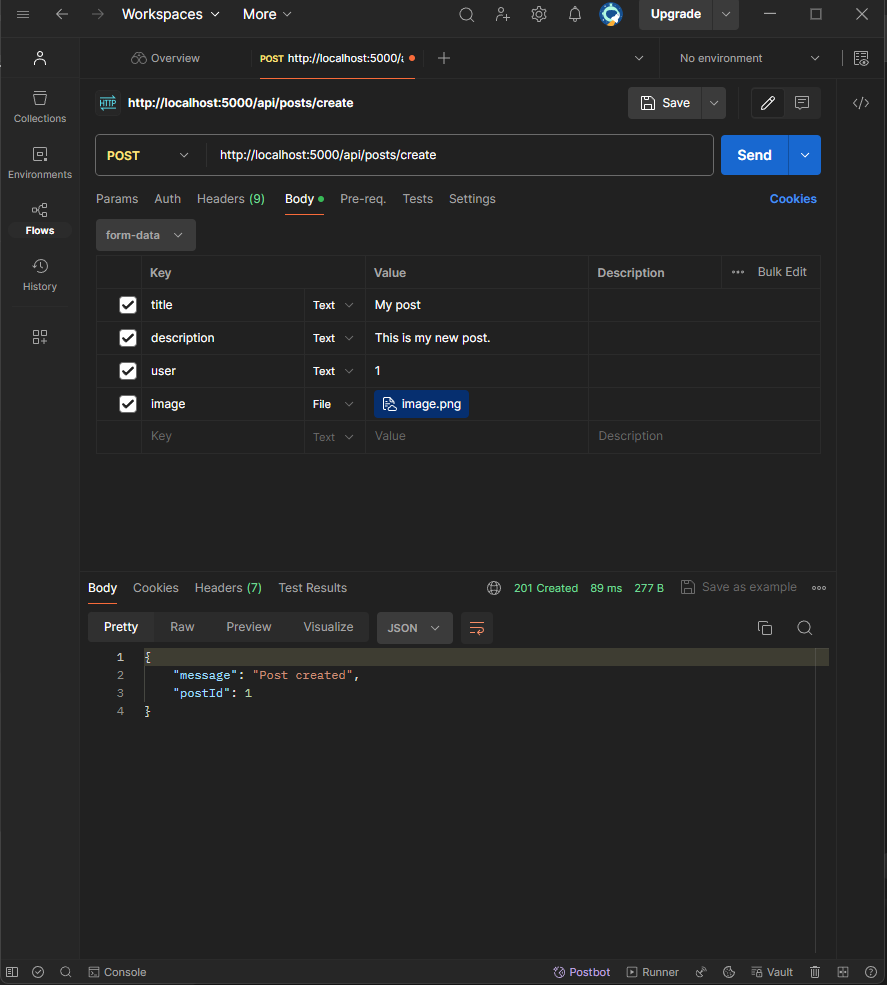 Workspaces More Upgrade
Overview POST http://localhost:5000/a No environment
Collections
Environments
Flows
History
HTTP http://localhost:5000/api/posts/create Save
POST http://localhost:5000/api/posts/create Send
Params Auth Headers (9) Body Pre-req. Tests Settings Cookies
form-data
Key Value Description Bulk Edit
title Text My post
description Text This is my new post.
user Text 1
image File image.png
Key Text Value Description
Body Cookies Headers (7) Test Results 201 Created 89 ms 277 B Save as example
Pretty Raw Preview Visualize JSON
1 {
2 "message": "Post created",
3 "postId": 1
4 }
Console Postbot Runner Vault